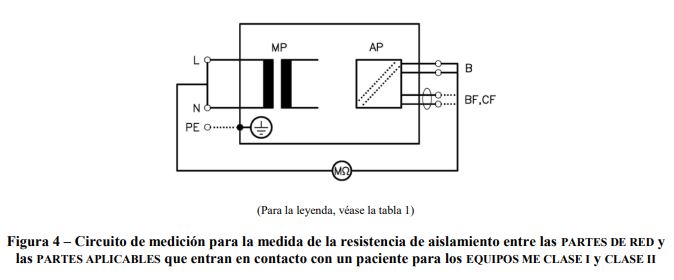 MP
AP
L
B
N
BF,CF
PE
MΩ
(Para la leyenda, véase la tabla 1)
Figura 4 – Circuito de medición para la medida de la resistencia de aislamiento entre las PARTES DE RED y
las PARTES APLICABLES que entran en contacto con un paciente para los EQUIPOS ME CLASE I y CLASE II